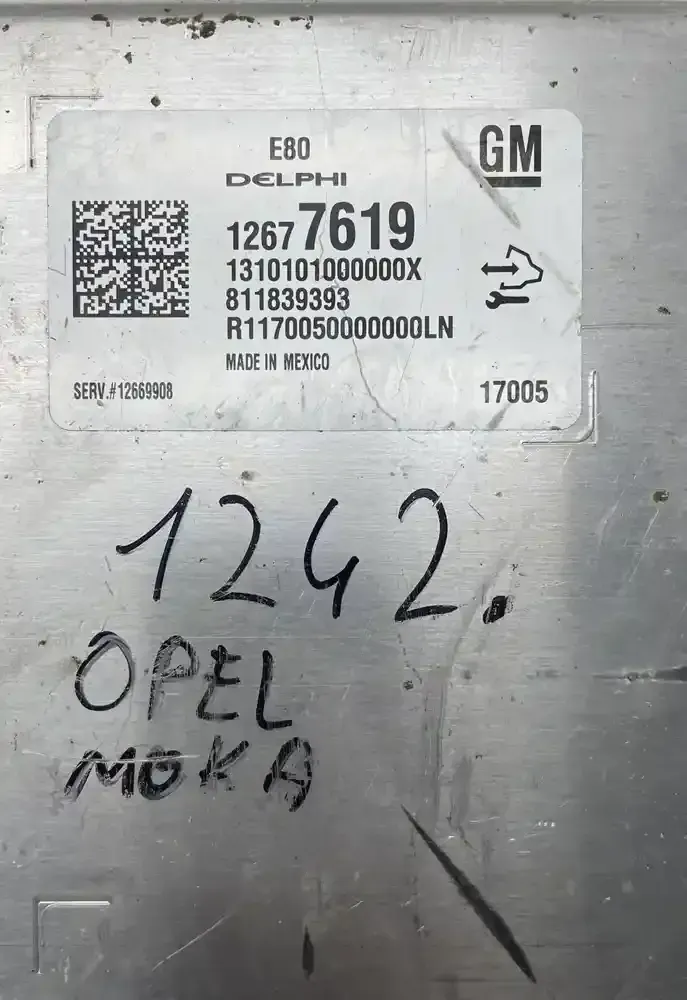 E80
GM
DELPHI
12677619
1310101000000X
811839393
R1170050000000LN
MADE IN MEXICO
SERV.#12669908
17005
1242.
OPEL
MOKA